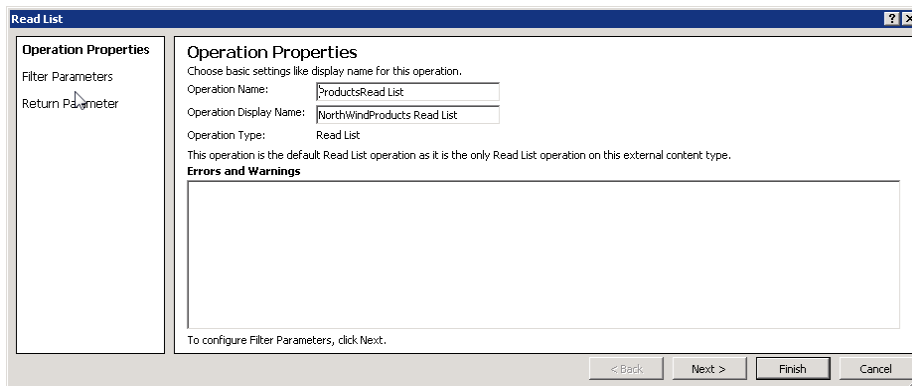 Read List
Operation Properties
Filter Parameters
Return Parameter
Operation Properties
Choose basic settings like display name for this operation.
Operation Name: ProductsRead List
Operation Display Name: NorthWindProducts Read List
Operation Type: Read List
This operation is the default Read List operation as it is the only Read List operation on this external content type.
Errors and Warnings
To configure Filter Parameters, click Next.
< Back Next > Finish Cancel